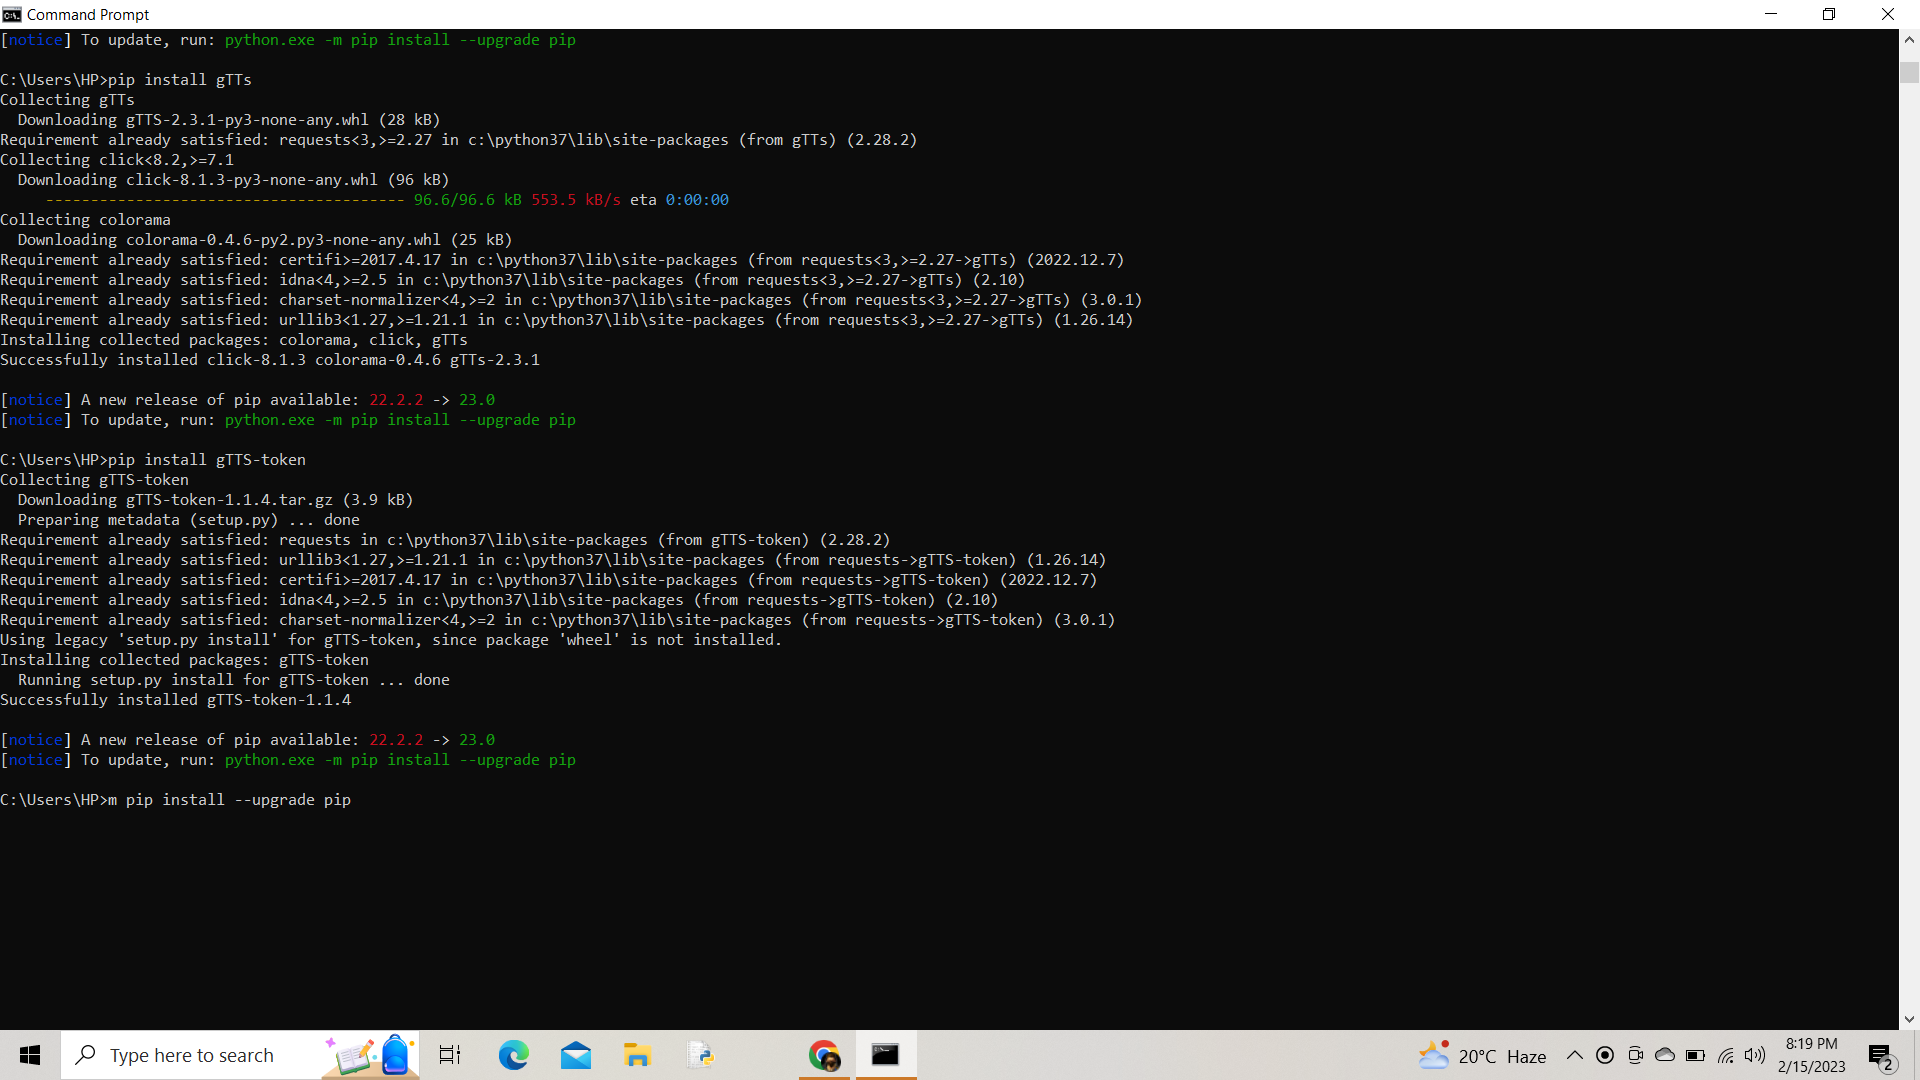 Command Prompt
[notice] To update, run: python.exe -m pip install --upgrade pip
C:\Users\HP>pip install gTTs
Collecting gTTs
  Downloading gTTS-2.3.1-py3-none-any.whl (28 kB)
Requirement already satisfied: requests<3,>=2.27 in c:\python37\lib\site-packages (from gTTs) (2.28.2)
Collecting click<8.2,>=7.1
  Downloading click-8.1.3-py3-none-any.whl (96 kB)
     ---------------------------------------- 96.6/96.6 kB 553.5 kB/s eta 0:00:00
Collecting colorama
  Downloading colorama-0.4.6-py2.py3-none-any.whl (25 kB)
Requirement already satisfied: certifi>=2017.4.17 in c:\python37\lib\site-packages (from requests<3,>=2.27->gTTs) (2022.12.7)
Requirement already satisfied: idna<4,>=2.5 in c:\python37\lib\site-packages (from requests<3,>=2.27->gTTs) (2.10)
Requirement already satisfied: charset-normalizer<4,>=2 in c:\python37\lib\site-packages (from requests<3,>=2.27->gTTs) (3.0.1)
Requirement already satisfied: urllib3<1.27,>=1.21.1 in c:\python37\lib\site-packages (from requests<3,>=2.27->gTTs) (1.26.14)
Installing collected packages: colorama, click, gTTs
Successfully installed click-8.1.3 colorama-0.4.6 gTTs-2.3.1
[notice] A new release of pip available: 22.2.2 -> 23.0
[notice] To update, run: python.exe -m pip install --upgrade pip
C:\Users\HP>pip install gTTS-token
Collecting gTTS-token
  Downloading gTTS-token-1.1.4.tar.gz (3.9 kB)
  Preparing metadata (setup.py) ... done
Requirement already satisfied: requests in c:\python37\lib\site-packages (from gTTS-token) (2.28.2)
Requirement already satisfied: urllib3<1.27,>=1.21.1 in c:\python37\lib\site-packages (from requests->gTTS-token) (1.26.14)
Requirement already satisfied: certifi>=2017.4.17 in c:\python37\lib\site-packages (from requests->gTTS-token) (2022.12.7)
Requirement already satisfied: idna<4,>=2.5 in c:\python37\lib\site-packages (from requests->gTTS-token) (2.10)
Requirement already satisfied: charset-normalizer<4,>=2 in c:\python37\lib\site-packages (from requests->gTTS-token) (3.0.1)
Using legacy 'setup.py install' for gTTS-token, since package 'wheel' is not installed.
Installing collected packages: gTTS-token
  Running setup.py install for gTTS-token ... done
Successfully installed gTTS-token-1.1.4
[notice] A new release of pip available: 22.2.2 -> 23.0
[notice] To update, run: python.exe -m pip install --upgrade pip
C:\Users\HP>m pip install --upgrade pip
Type here to search
20°C Haze
8:19 PM
2/15/2023
2